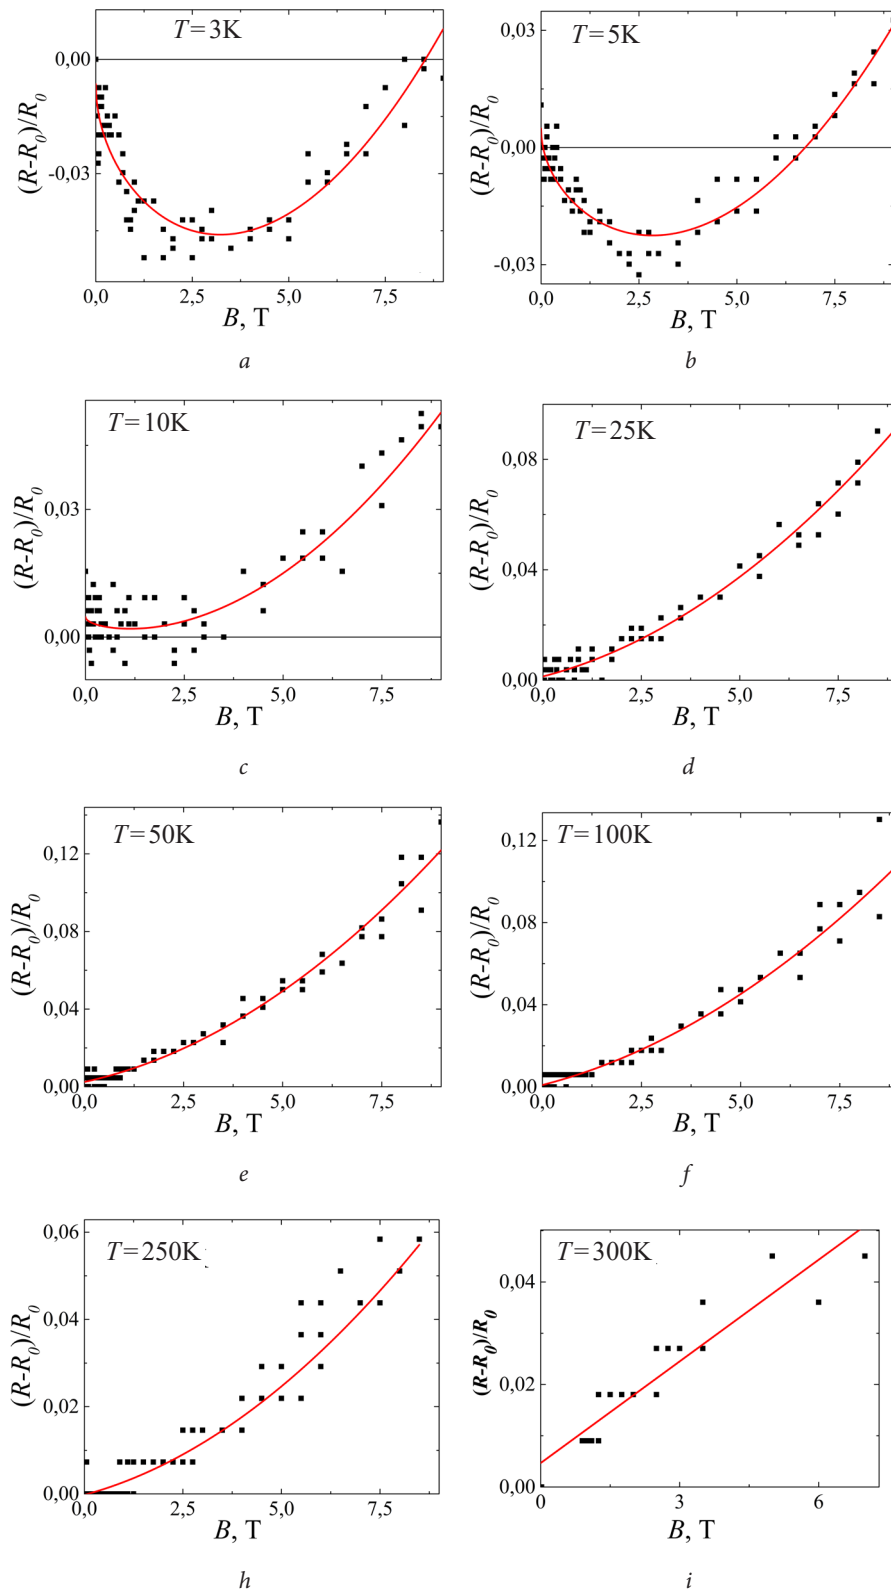 T=3K
0,00
-0,03
(R-R0)/R0
0,0 2,5 5,0 7,5
B, T
a
T=5K
0,03
0,00
-0,03
(R-R0)/R0
0,0 2,5 5,0 7,5
B, T
b
T=10K
0,03
0,00
(R-R0)/R0
0,0 2,5 5,0 7,5
B, T
c
T=25K
0,08
0,04
0,00
(R-R0)/R0
0,0 2,5 5,0 7,5
B, T
d
T=50K
0,12
0,08
0,04
0,00
(R-R0)/R0
0,0 2,5 5,0 7,5
B, T
e
T=100K
0,12
0,08
0,04
0,00
(R-R0)/R0
0,0 2,5 5,0 7,5
B, T
f
T=250K
0,06
0,04
0,02
0,00
(R-R0)/R0
0,0 2,5 5,0 7,5
B, T
h
T=300K
0,04
0,02
0,00
(R-R0)/R0
0 3 6
B, T
i